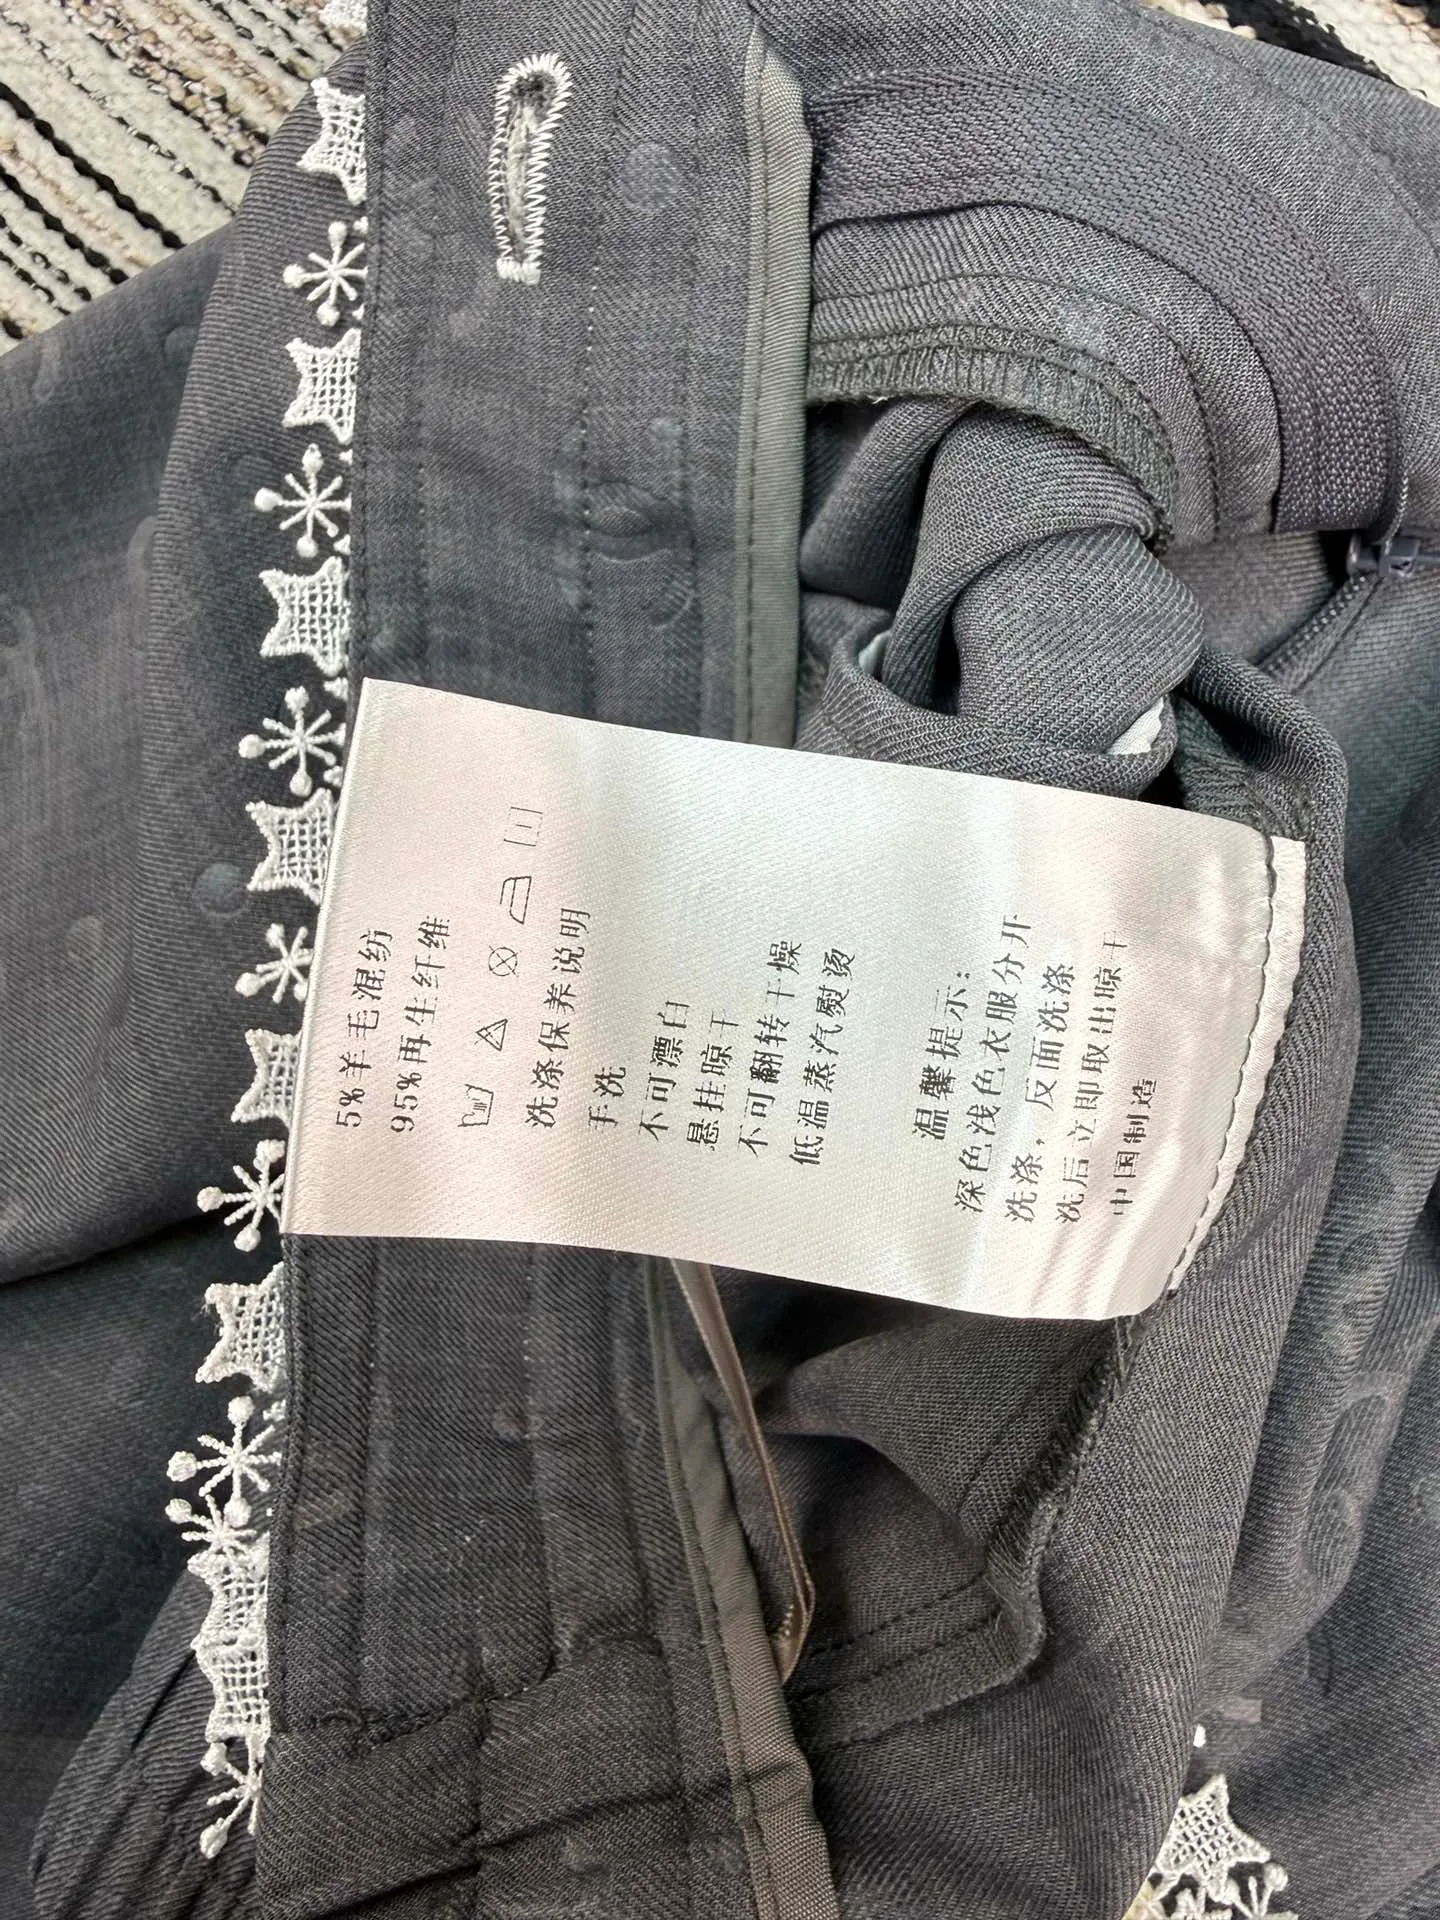 5%羊毛混纺
95%再生纤维
洗涤保养说明
手洗
不可漂白
悬挂晾干
不可翻转干燥
低温蒸汽熨烫
温馨提示：
深色浅色衣服分开
洗涤，反面洗涤
洗后立即取出晾干
中国制造